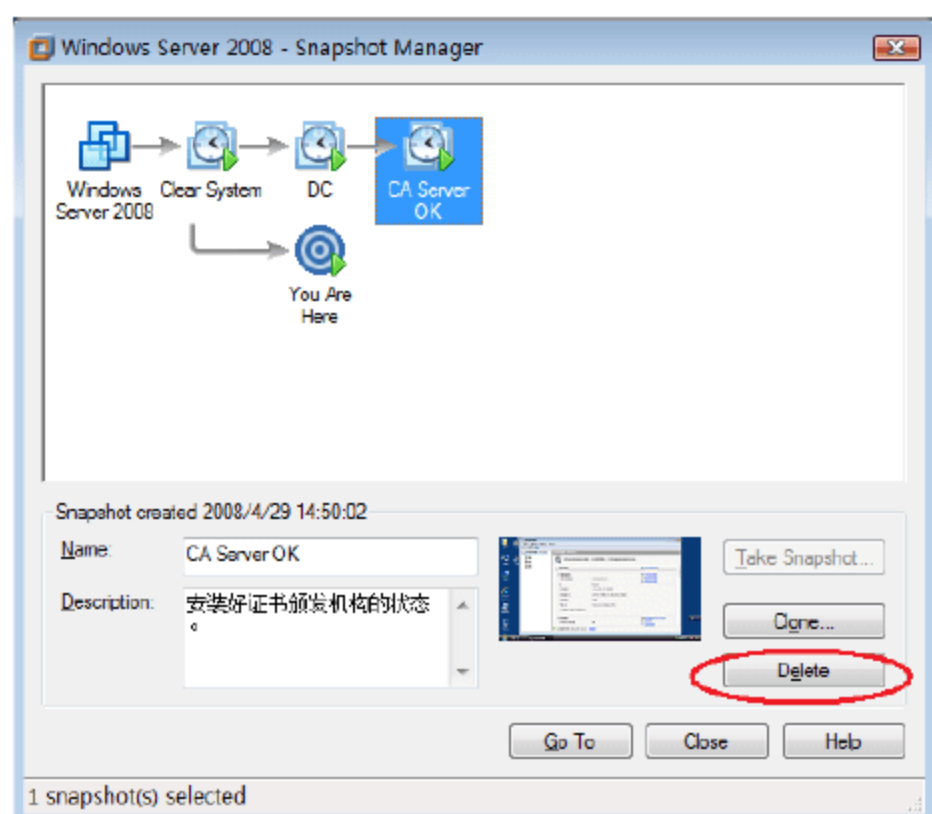 Windows Server 2008 - Snapshot Manager
Windows Server 2008
Clear System
DC
CA Server OK
You Are Here
Snapshot created 2008/4/29 14:50:02
Name:
CA Server OK
Description:
安装好证书颁发机构的状态
。
Take Snapshot...
Clone...
Delete
Go To
Close
Help
1 snapshot(s) selected